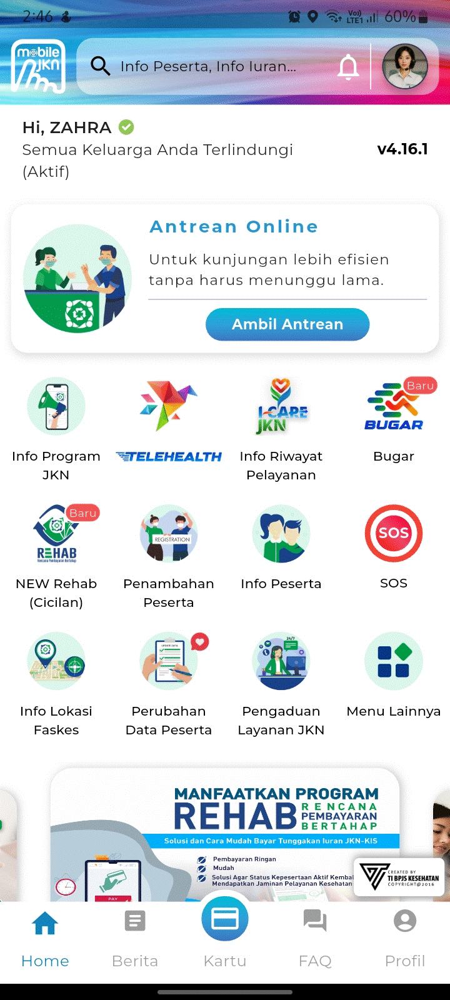 2:46
Vo))
LTE1
60%
mobile
JKN
Info Peserta, Info Iuran...
Hi, ZAHRA
Semua Keluarga Anda Terlindungi
(Aktif)
v4.16.1
Antrean Online
Untuk kunjungan lebih efisien
tanpa harus menunggu lama.
Ambil Antrean
I-CARE
JKN
Baru
BUGAR
Info Program
JKN
TELEHEALTH
Info Riwayat
Pelayanan
Bugar
Baru
REHAB
Rencana Pembayaran Bertahap
REGISTRATION
SOS
NEW Rehab
(Cicilan)
Penambahan
Peserta
Info Peserta
SOS
UPDATE DATA
24/7
Info Lokasi
Faskes
Perubahan
Data Peserta
Pengaduan
Layanan JKN
Menu Lainnya
MANFAATKAN PROGRAM
REHAB
RENCANA
PEMBAYARAN
BERTAHAP
Solusi dan Cara Mudah Bayar Tunggakan Iuran JKN-KIS
Pembayaran Ringan
Mudah
Solusi Agar Status Kepesertaan Aktif Kembal
Mendapatkan Jaminan Pelayanan Kesehatan
PAY
CREATED BY
TI BPJS KESEHATAN
COPYRIGHT@2016
Home
Berita
Kartu
FAQ
Profil